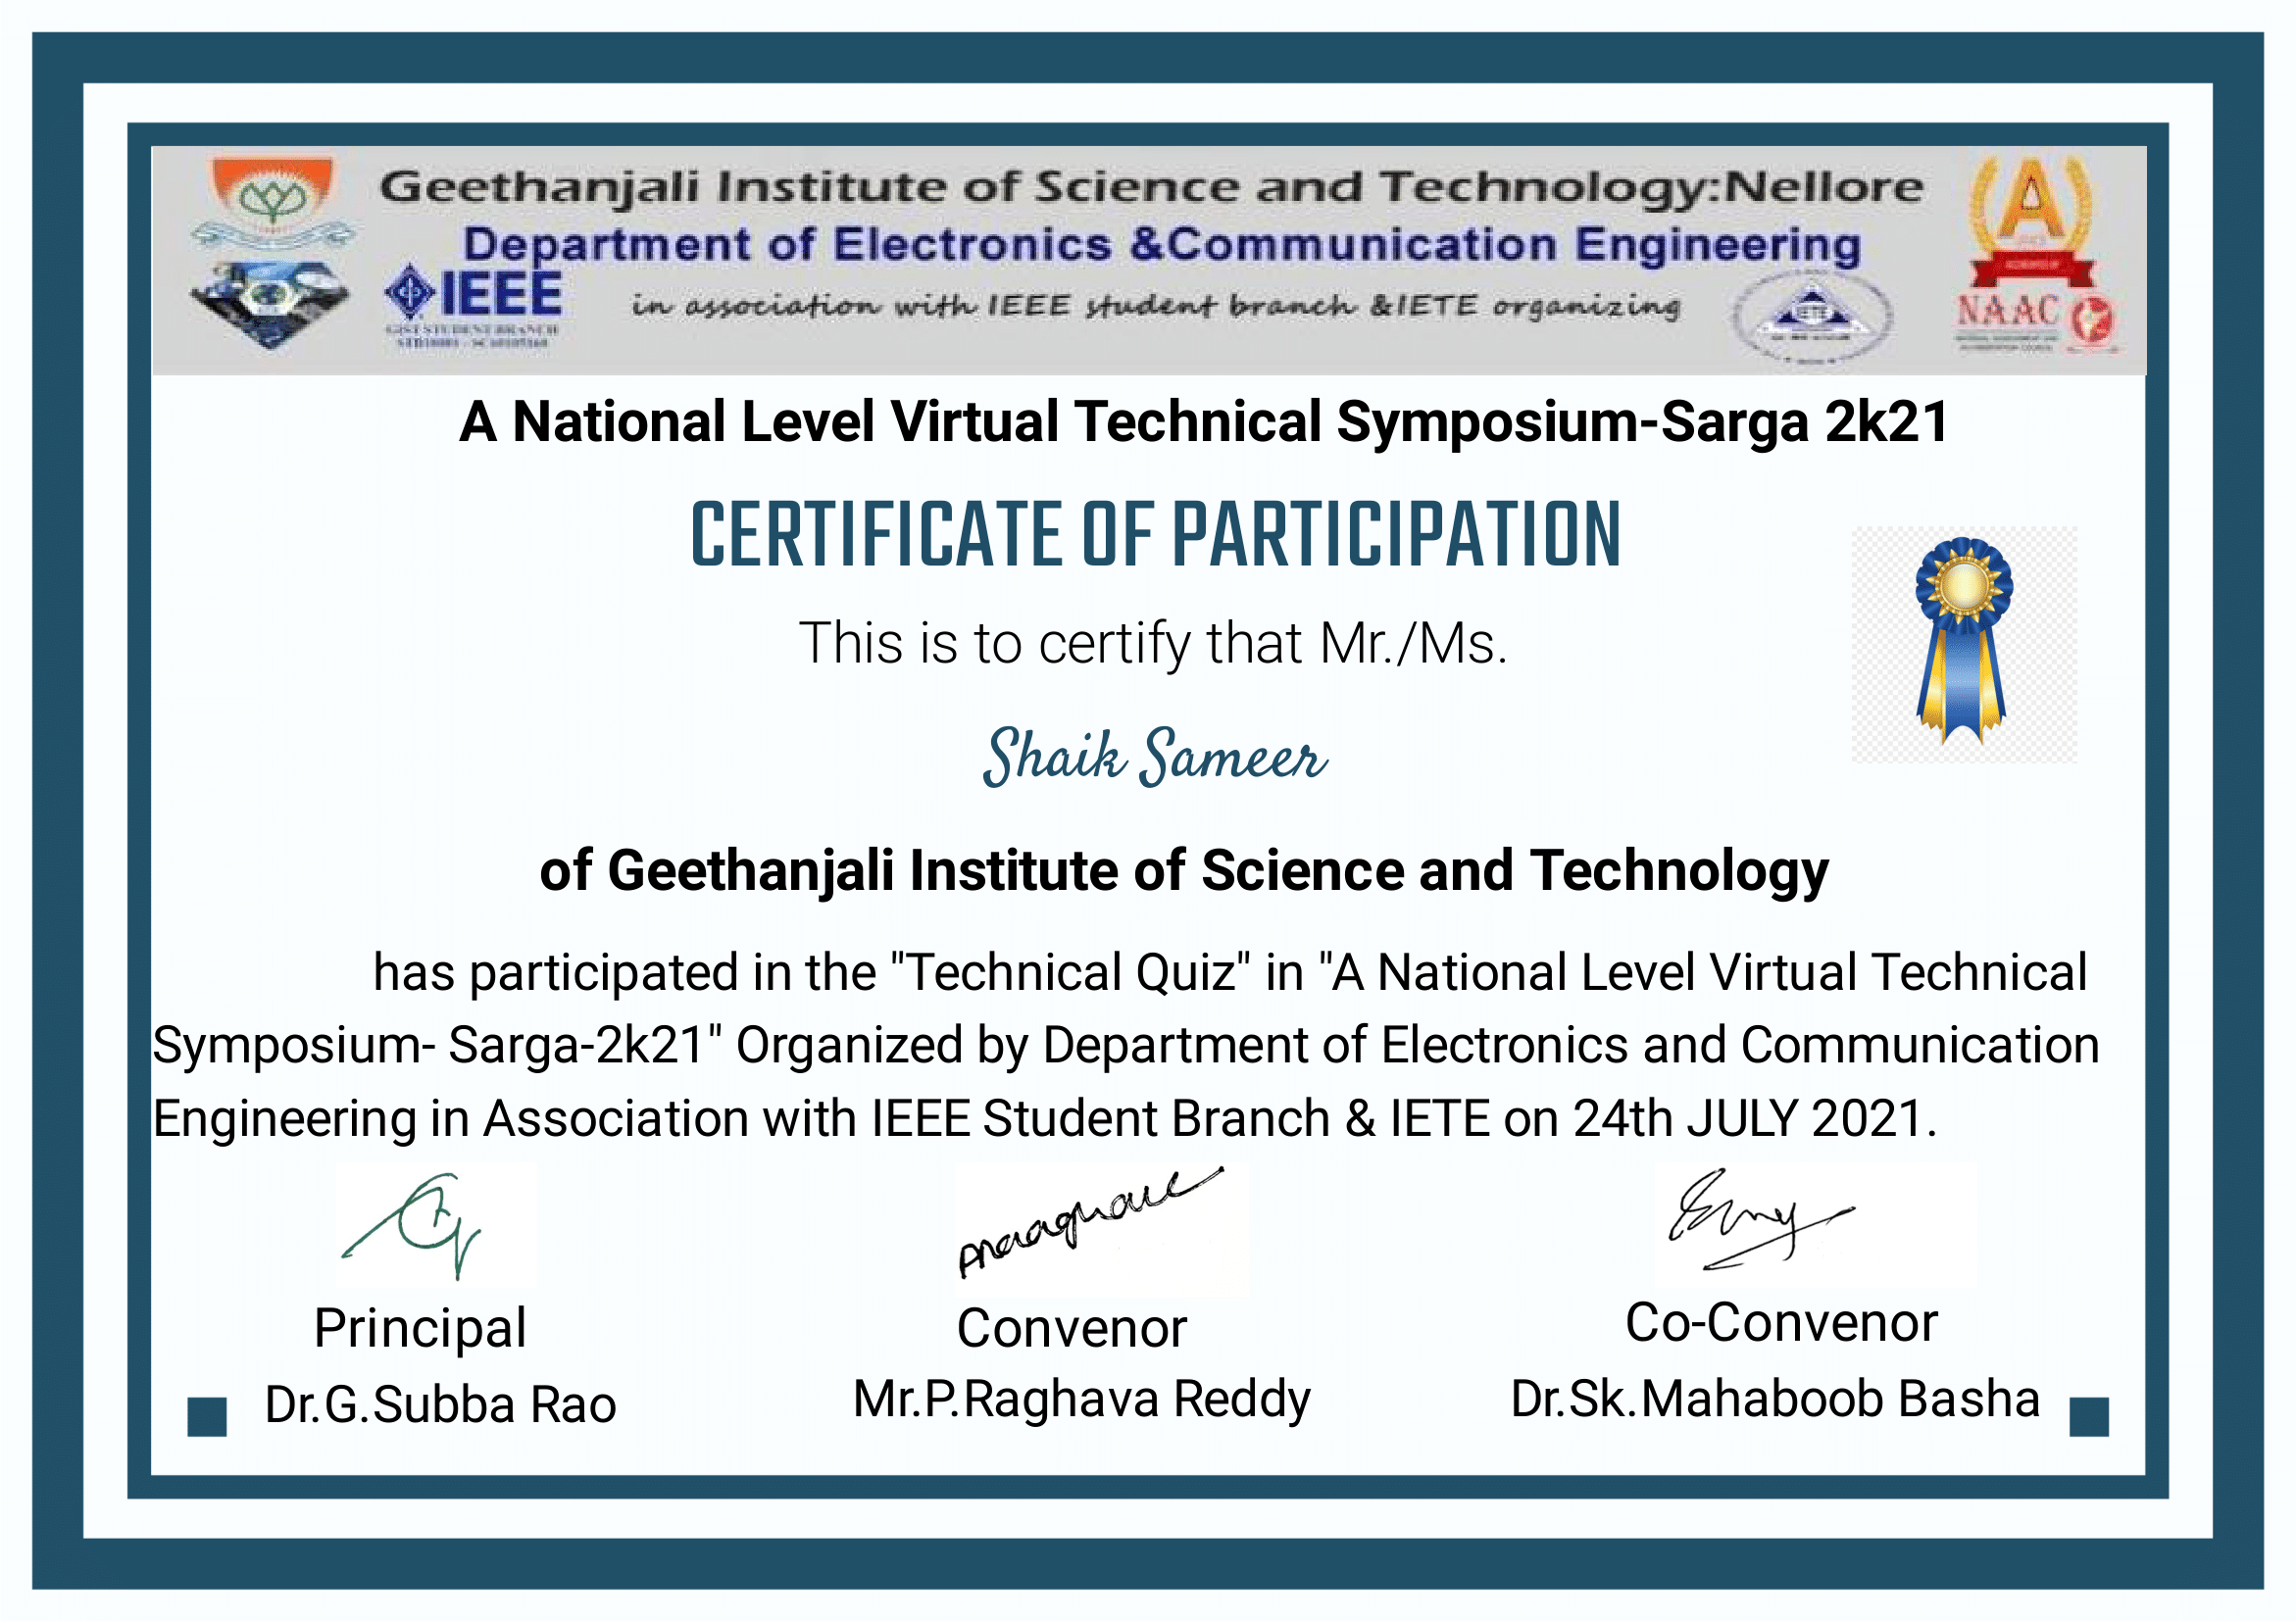 Geethanjali Institute of Science and Technology:Nellore
Department of Electronics &Communication Engineering
IEEE
in association with IEEE student branch &IETE organizing
GIST STUDENT BRANCH
IETE
A
NAAC
A National Level Virtual Technical Symposium-Sarga 2k21
CERTIFICATE OF PARTICIPATION
This is to certify that Mr./Ms.
Shaik Sameer
of Geethanjali Institute of Science and Technology
has participated in the "Technical Quiz" in "A National Level Virtual Technical
Symposium- Sarga-2k21" Organized by Department of Electronics and Communication
Engineering in Association with IEEE Student Branch & IETE on 24th JULY 2021.
Principal
Convenor
Co-Convenor
Dr.G.Subba Rao
Mr.P.Raghava Reddy
Dr.Sk.Mahaboob Basha